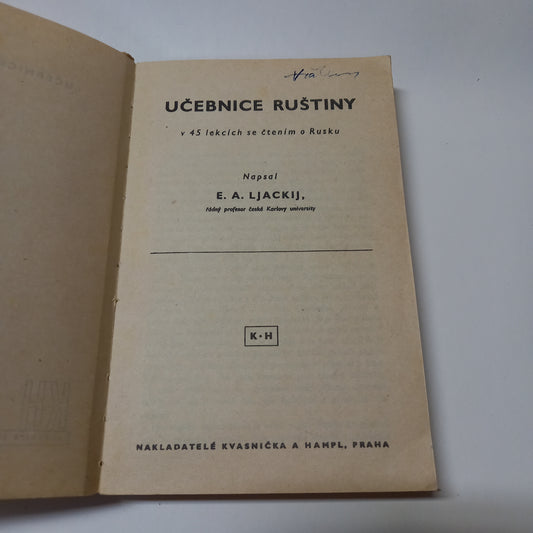 UČEBNICE RUŠTINY
v 45 lekcích se čtením o Rusku
Napsal
E. A. LJACKIJ,
řádný profesor české Karlovy university
K·H
NAKLADATELÉ KVASNIČKA A HAMPL, PRAHA